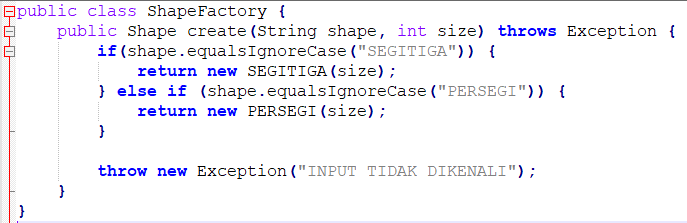 public class ShapeFactory {
    public Shape create(String shape, int size) throws Exception {
        if(shape.equalsIgnoreCase("SEGITIGA")) {
            return new SEGITIGA(size);
        } else if (shape.equalsIgnoreCase("PERSEGI")) {
            return new PERSEGI(size);
        }
        throw new Exception("INPUT TIDAK DIKENALI");
    }
}